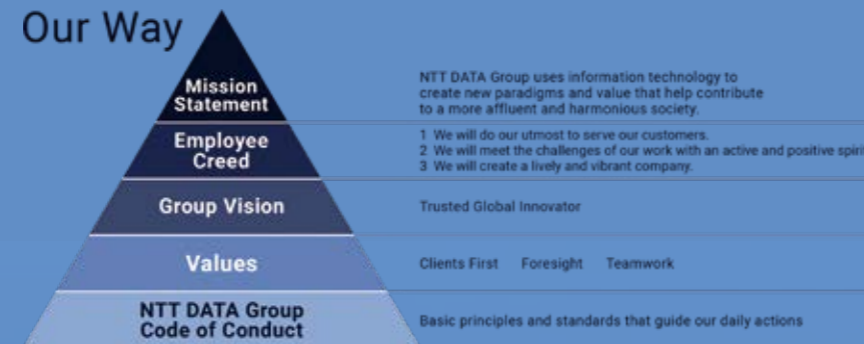 Our Way
Mission
Statement
NTT DATA Group uses information technology to
create new paradigms and value that help contribute
to a more affluent and harmonious society.
Employee
Creed
1 We will do our utmost to serve our customers.
2 We will meet the challenges of our work with an active and positive spirit
3 We will create a lively and vibrant company.
Group Vision
Trusted Global Innovator
Values
Clients First Foresight Teamwork
NTT DATA Group
Code of Conduct
Basic principles and standards that guide our daily actions